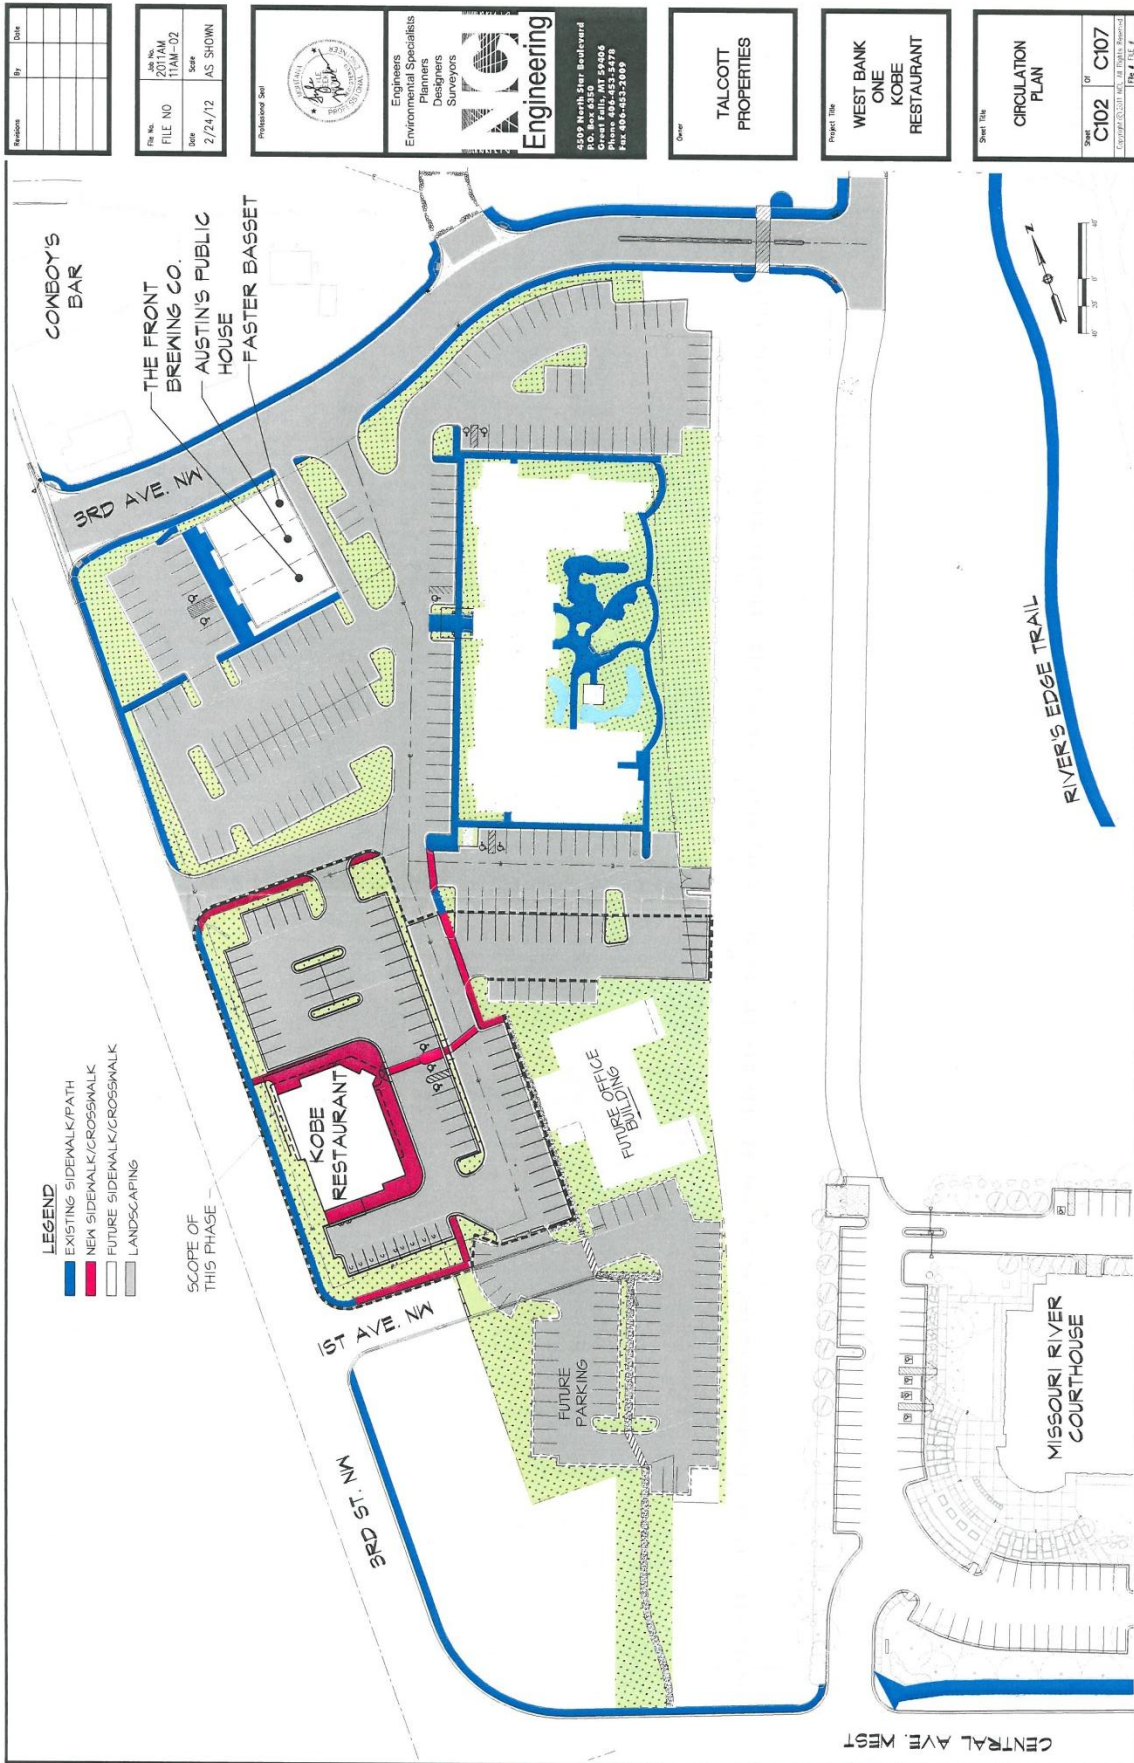 Revisions
By
Date
File No.
FILE NO
Job No.
2011AM
11AM-02
Date
2/24/12
Scale
AS SHOWN
Professional Seal
MONTANA
PROFESSIONAL
Engineers
Environmental Specialists
Planners
Designers
Surveyors
Engineering
4509 North Star Boulevard
P.O. Box 6350
Great Falls, MT 59406
Phone 406-453-5478
Fax 406-453-2009
Owner
TALCOTT
PROPERTIES
Project Title
WEST BANK
ONE
KOBE
RESTAURANT
Sheet Title
CIRCULATION
PLAN
Sheet
C102
Of
C107
COWBOY'S
BAR
THE FRONT
BREWING CO.
AUSTIN'S PUBLIC
HOUSE
FASTER BASSET
3RD AVE. NW
N
RIVER'S EDGE TRAIL
LEGEND
EXISTING SIDEWALK/PATH
NEW SIDEWALK/CROSSWALK
FUTURE SIDEWALK/CROSSWALK
LANDSCAPING
SCOPE OF
THIS PHASE
KOBE
RESTAURANT
FUTURE OFFICE
BUILDING
1ST AVE. NW
FUTURE
PARKING
3RD ST. NW
MISSOURI RIVER
COURTHOUSE
CENTRAL AVE. WEST